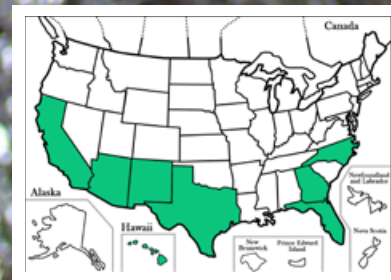 Canada
Newfoundland
and Labrador
Alaska
Hawaii
Nova Scotia
New
Brunswick
Prince Edward
Island